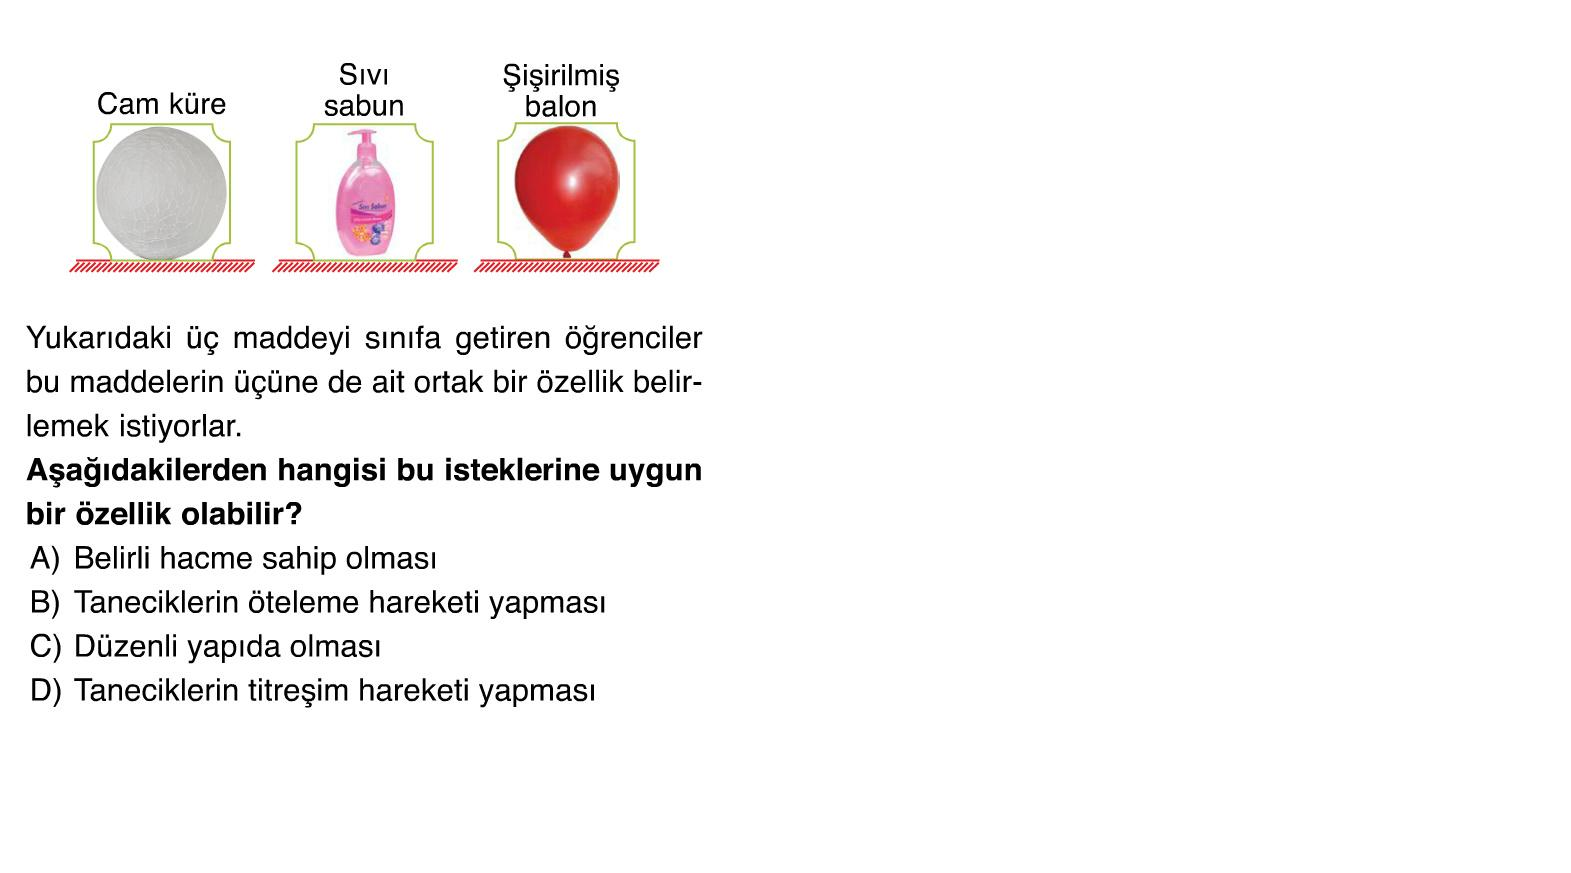 Cam küre
Sıvı
sabun
Şişirilmiş
balon
Sıvı Sabun
Yukarıdaki üç maddeyi sınıfa getiren öğrenciler
bu maddelerin üçüne de ait ortak bir özellik belir-
lemek istiyorlar.
Aşağıdakilerden hangisi bu isteklerine uygun
bir özellik olabilir?
A) Belirli hacme sahip olması
B) Taneciklerin öteleme hareketi yapması
C) Düzenli yapıda olması
D) Taneciklerin titreşim hareketi yapması